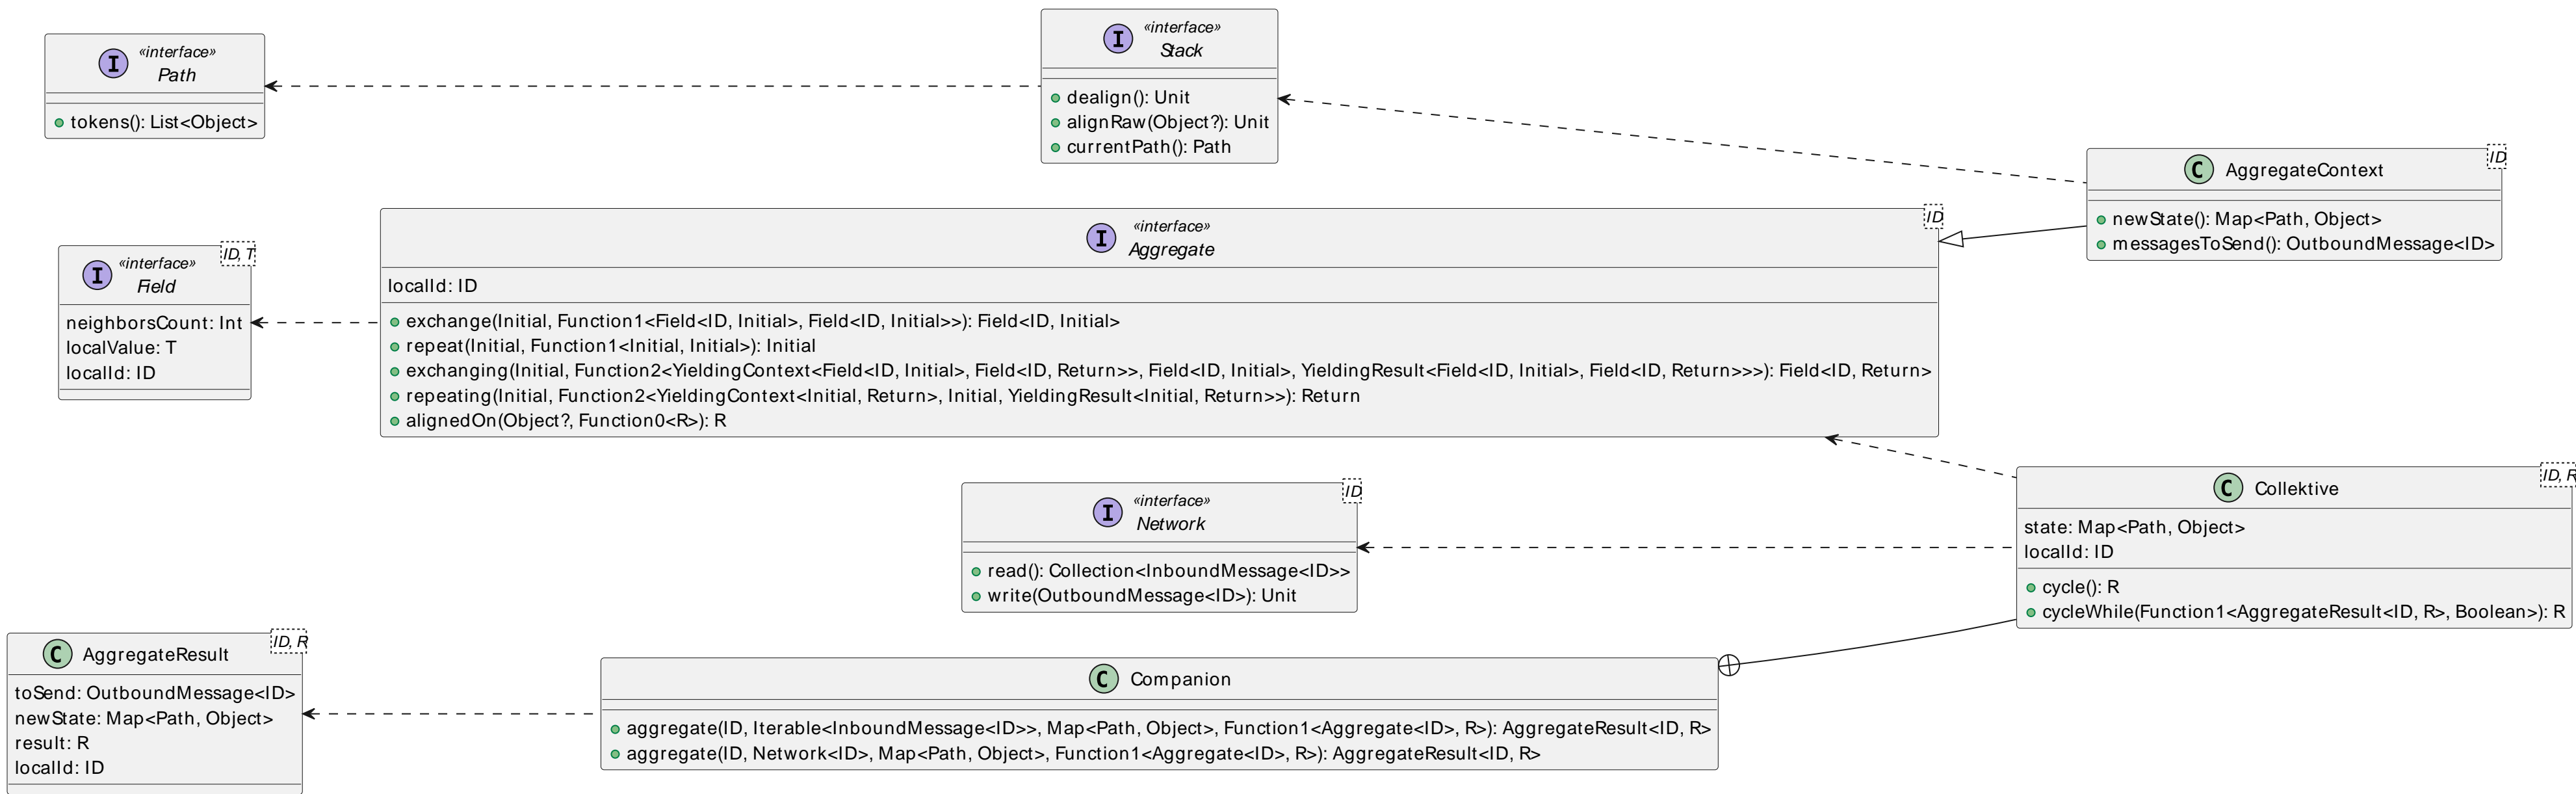 «interface»
I
Path
tokens(): List<Object>
«interface»
I
Stack
dealign(): Unit
alignRaw(Object?): Unit
currentPath(): Path
ID
C AggregateContext
newState(): Map<Path, Object>
messagesToSend(): OutboundMessage<ID>
ID, T
«interface»
I
Field
neighborsCount: Int
localValue: T
localId: ID
ID
«interface»
I
Aggregate
localId: ID
exchange(Initial, Function1<Field<ID, Initial>, Field<ID, Initial>>): Field<ID, Initial>
repeat(Initial, Function1<Initial, Initial>): Initial
exchanging(Initial, Function2<YieldingContext<Field<ID, Initial>, Field<ID, Return>>, Field<ID, Initial>, YieldingResult<Field<ID, Initial>, Field<ID, Return>>>): Field<ID, Return>
repeating(Initial, Function2<YieldingContext<Initial, Return>, Initial, YieldingResult<Initial, Return>>): Return
alignedOn(Object?, Function0<R>): R
ID
«interface»
I
Network
read(): Collection<InboundMessage<ID>>
write(OutboundMessage<ID>): Unit
ID, R
C Collektive
state: Map<Path, Object>
localId: ID
cycle(): R
cycleWhile(Function1<AggregateResult<ID, R>, Boolean>): R
ID, R
C AggregateResult
toSend: OutboundMessage<ID>
newState: Map<Path, Object>
result: R
localId: ID
C Companion
aggregate(ID, Iterable<InboundMessage<ID>>, Map<Path, Object>, Function1<Aggregate<ID>, R>): AggregateResult<ID, R>
aggregate(ID, Network<ID>, Map<Path, Object>, Function1<Aggregate<ID>, R>): AggregateResult<ID, R>